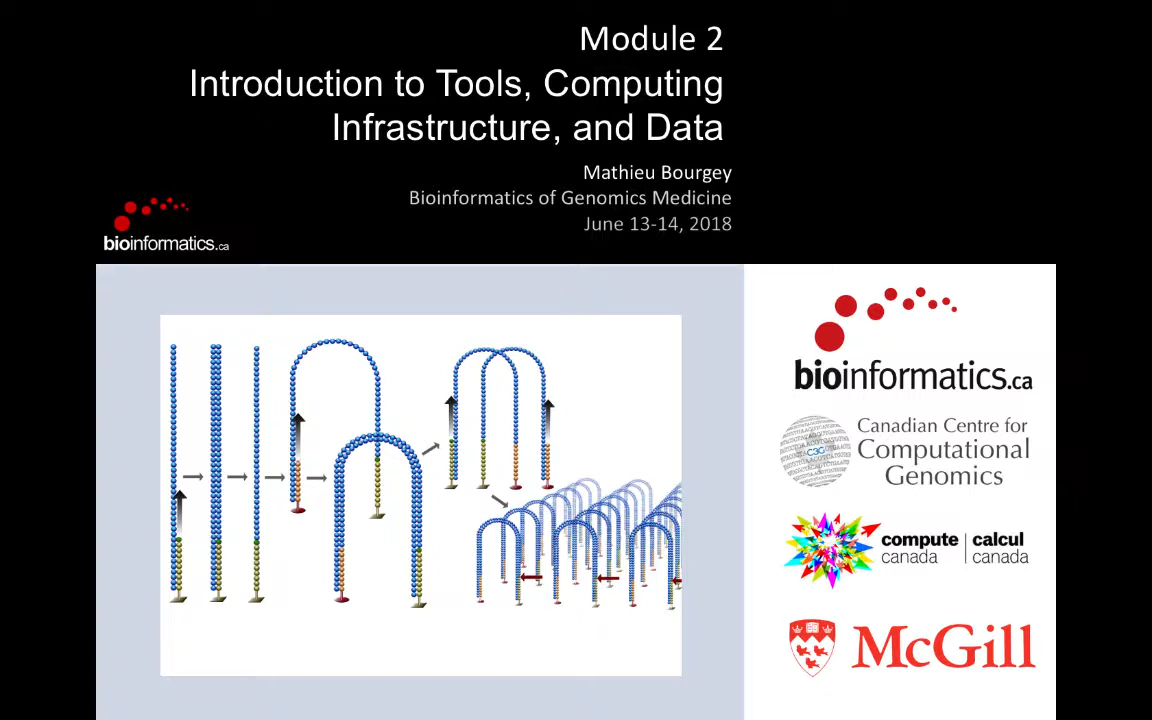 Module 2
Introduction to Tools, Computing
Infrastructure, and Data
Mathieu Bourgey
Bioinformatics of Genomics Medicine
June 13-14, 2018
bioinformatics.ca
bioinformatics.ca
Canadian Centre for
Computational
Genomics
C3G
compute | calcul
canada | canada
McGill